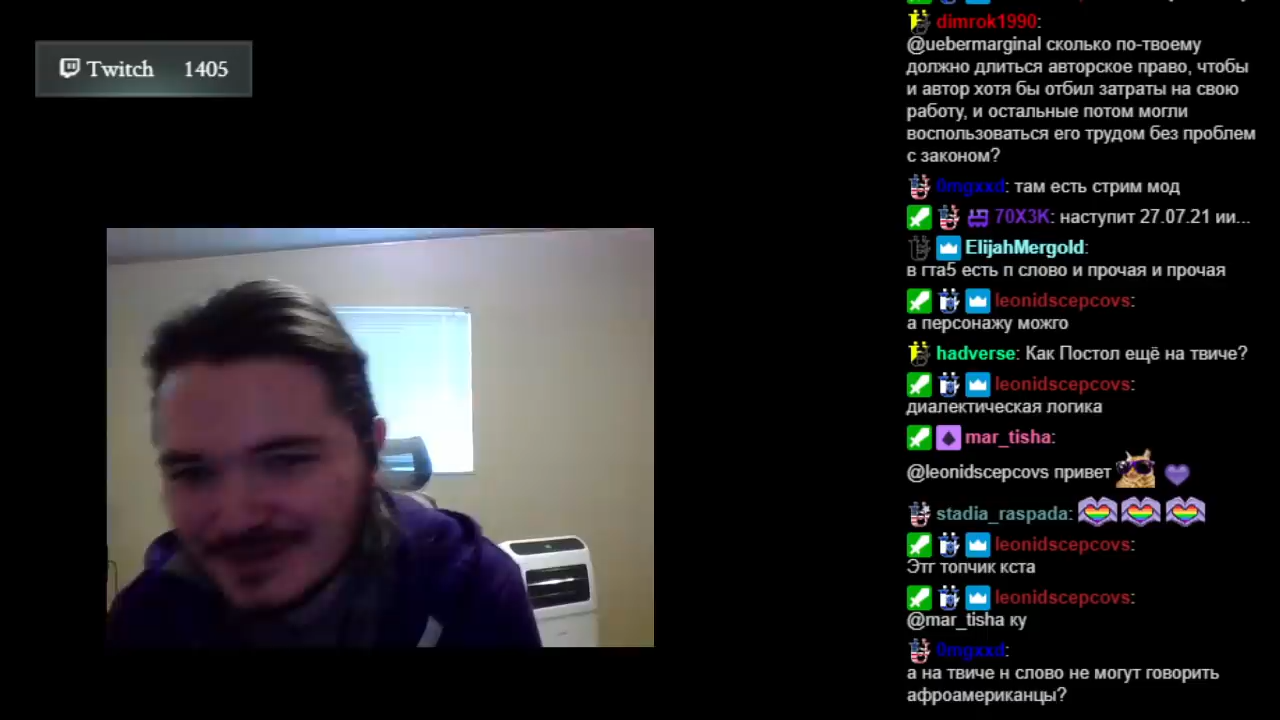 Twitch 1405
dimrok1990:
@uebermarginal сколько по-твоему
должно длиться авторское право, чтобы
и автор хотя бы отбил затраты на свою
работу, и остальные потом могли
воспользоваться его трудом без проблем
с законом?
0mgxxd: там есть стрим мод
70X3K: наступит 27.07.21 ии...
ElijahMergold:
в гта5 есть п слово и прочая и прочая
leonidscepcovs:
а персонажу можго
hadverse: Как Постол ещё на твиче?
leonidscepcovs:
диалектическая логика
mar_tisha:
@leonidscepcovs привет
stadia_raspada:
leonidscepcovs:
Этг топчик кста
leonidscepcovs:
@mar_tisha ку
0mgxxd:
а на твиче н слово не могут говорить
афроамериканцы?